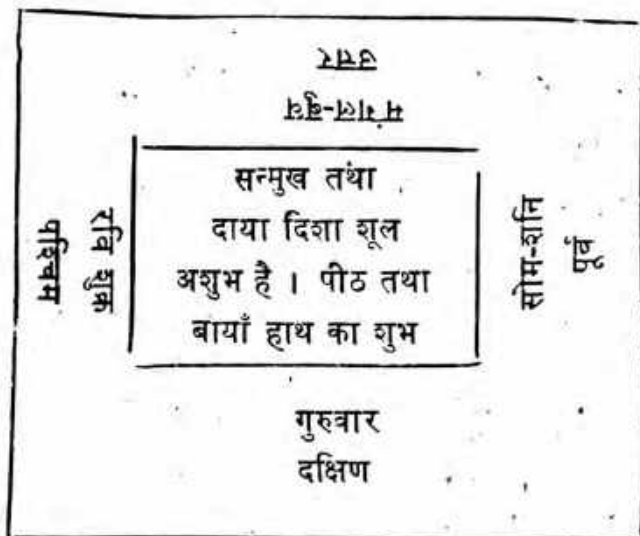 उत्तर
मंगल-बुध
पश्चिम
रवि शुक्र
सन्मुख तथा
दाया दिशा शूल
अशुभ है । पीठ तथा
बायाँ हाथ का शुभ
सोम-शनि
पूर्व
गुरुवार
दक्षिण